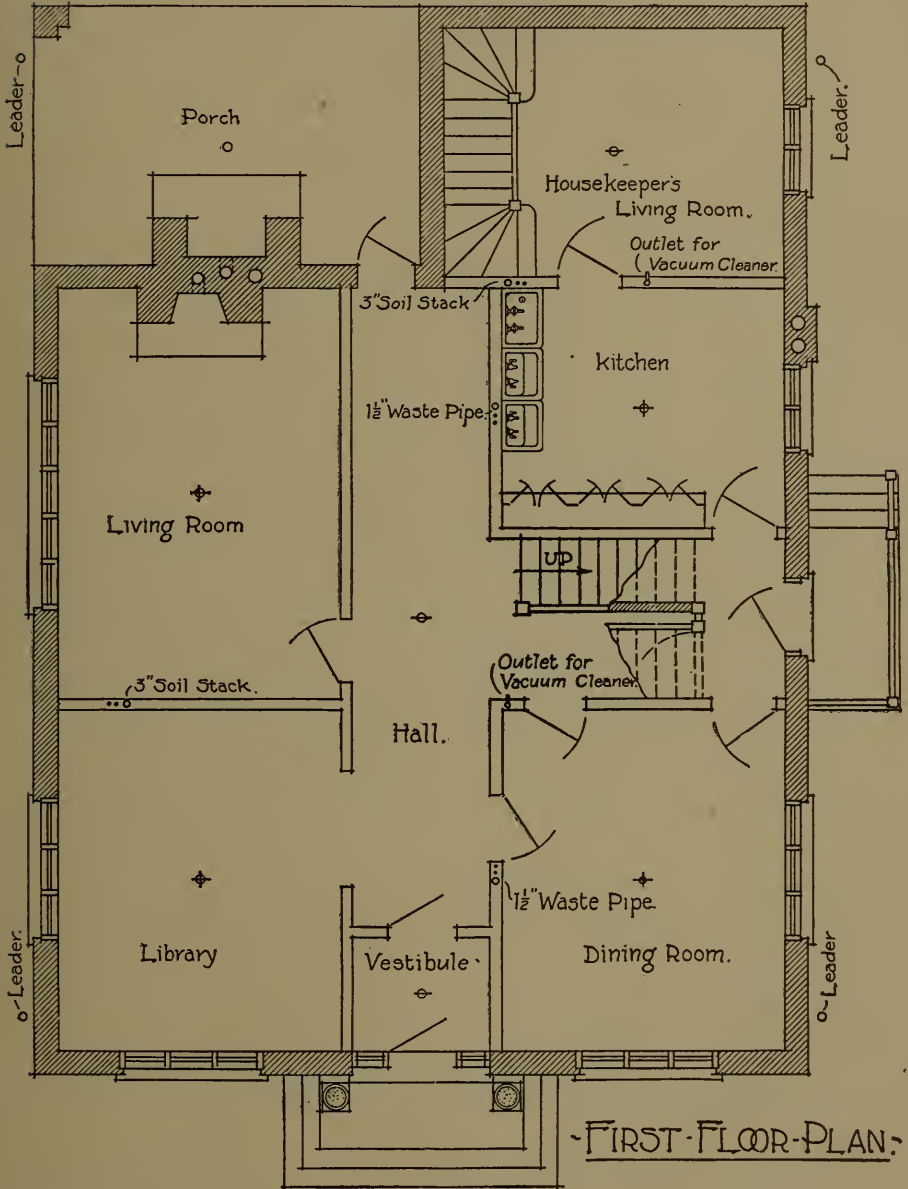 Leader
Porch
Leader.
Housekeeper's
Living Room.
Outlet for
Vacuum Cleaner.
3" Soil Stack
kitchen
1½" Waste Pipe.
Living Room
UP
3" Soil Stack.
Outlet for
Vacuum Cleaner.
Hall.
1½" Waste Pipe.
Library
Vestibule
Dining Room.
Leader.
Leader
-FIRST-FLOOR-PLAN-